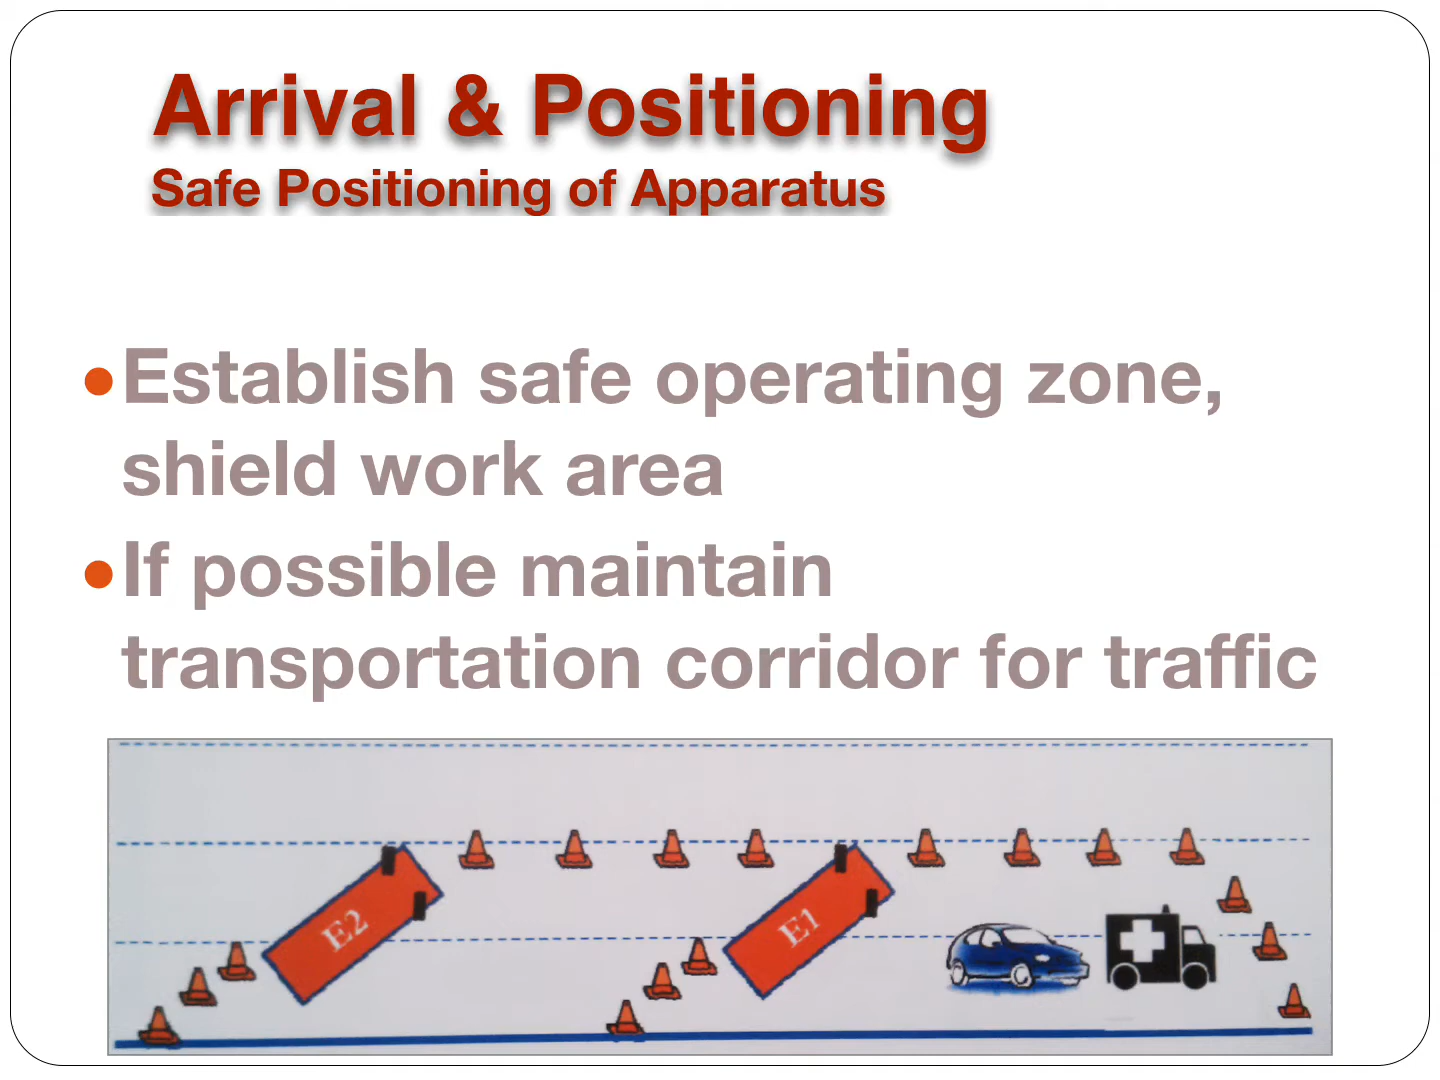 Arrival & Positioning
Safe Positioning of Apparatus
●Establish safe operating zone,
shield work area
●If possible maintain
transportation corridor for traffic
E2
E1